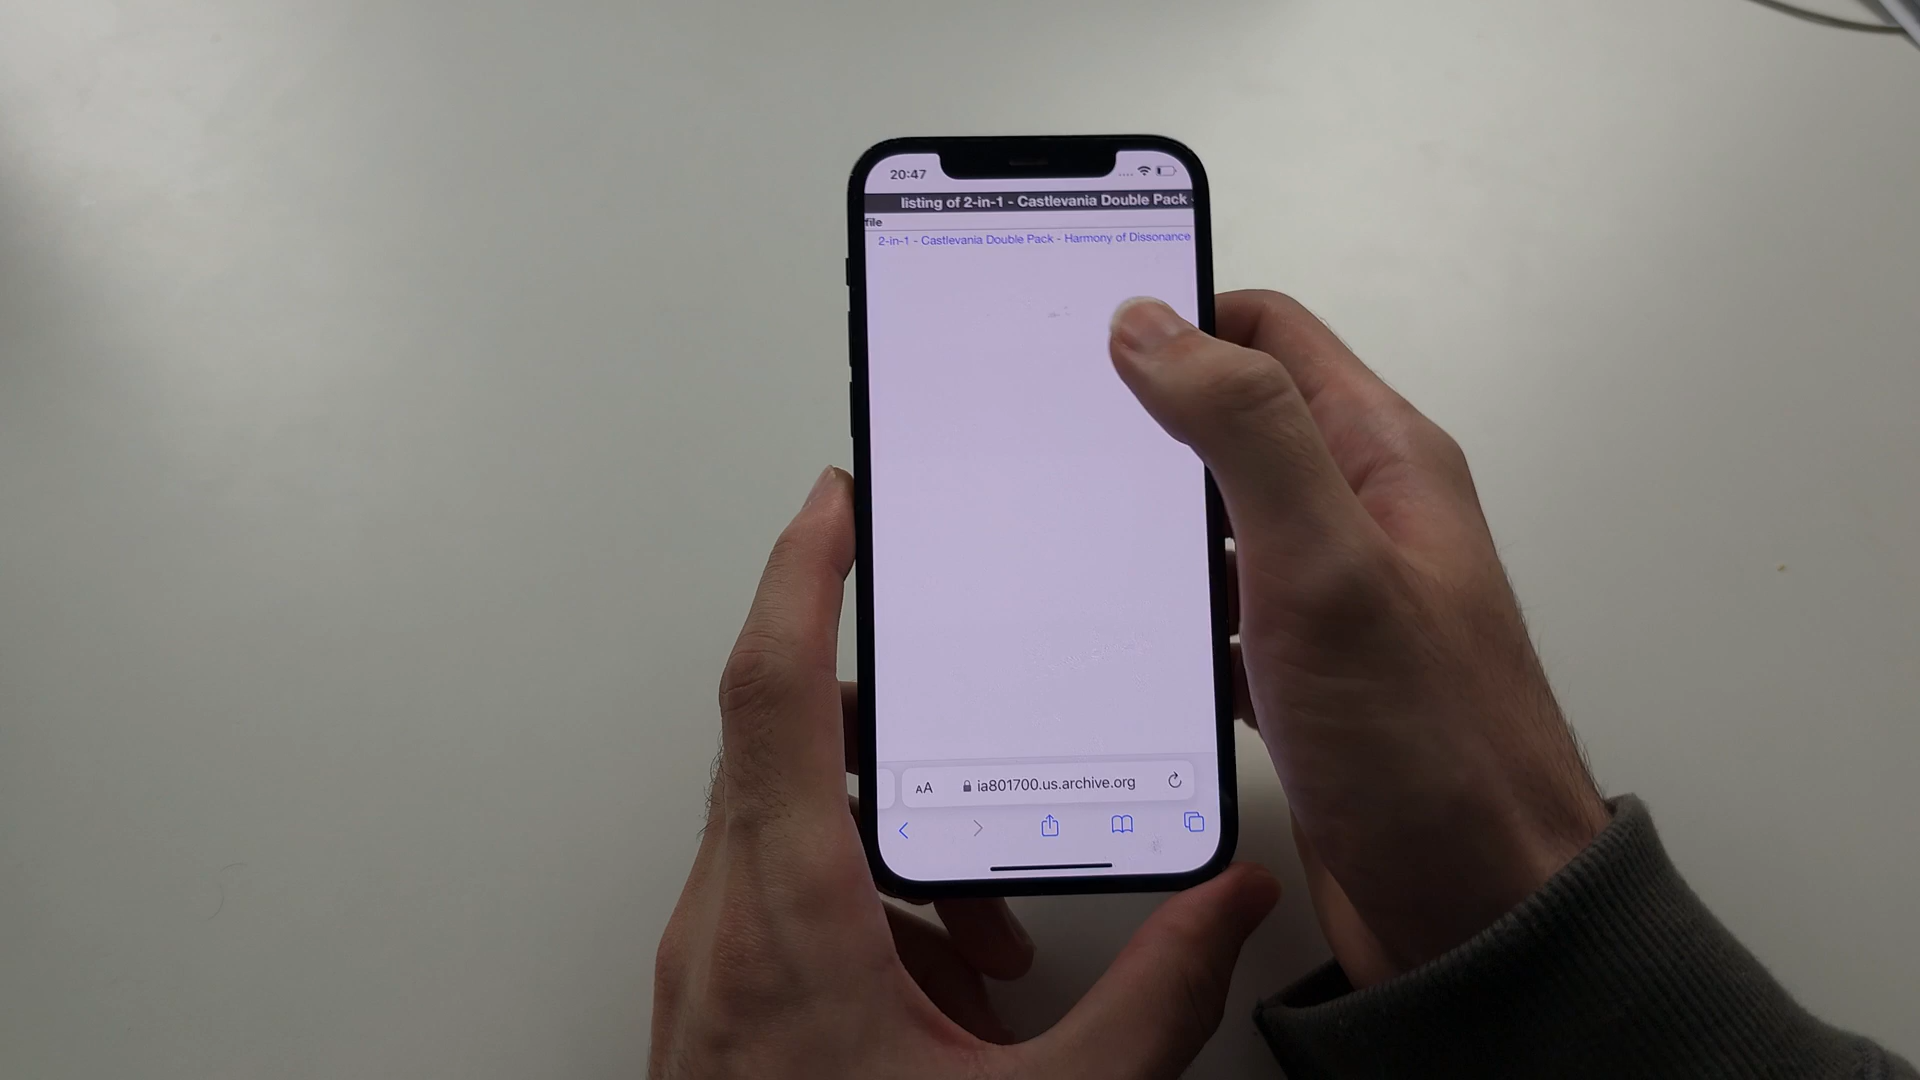 20:47
listing of 2-in-1 - Castlevania Double Pack -
file
2-in-1 - Castlevania Double Pack - Harmony of Dissonance
AA ia801700.us.archive.org